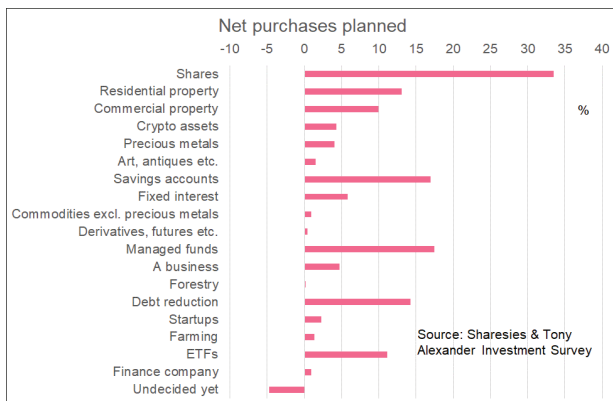 Net purchases planned
-10 -5 0 5 10 15 20 25 30 35 40
Shares
Residential property
Commercial property
%
Crypto assets
Precious metals
Art, antiques etc.
Savings accounts
Fixed interest
Commodities excl. precious metals
Derivatives, futures etc.
Managed funds
A business
Forestry
Debt reduction
Startups
Farming
Source: Sharesies & Tony
Alexander Investment Survey
ETFs
Finance company
Undecided yet